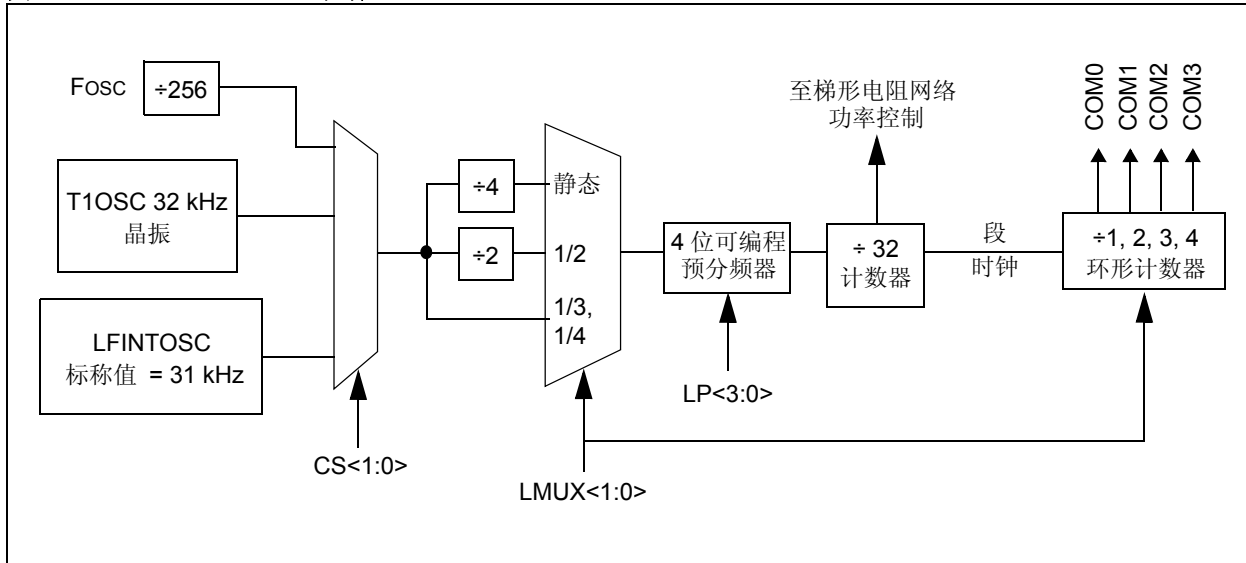 FOSC
÷256
T1OSC 32 kHz
晶振
LFINTOSC
标称值 = 31 kHz
CS<1:0>
÷4
÷2
静态
1/2
1/3,
1/4
LMUX<1:0>
4 位可编程
预分频器
LP<3:0>
至梯形电阻网络
功率控制
÷ 32
计数器
段
时钟
COM0
COM1
COM2
COM3
÷1, 2, 3, 4
环形计数器